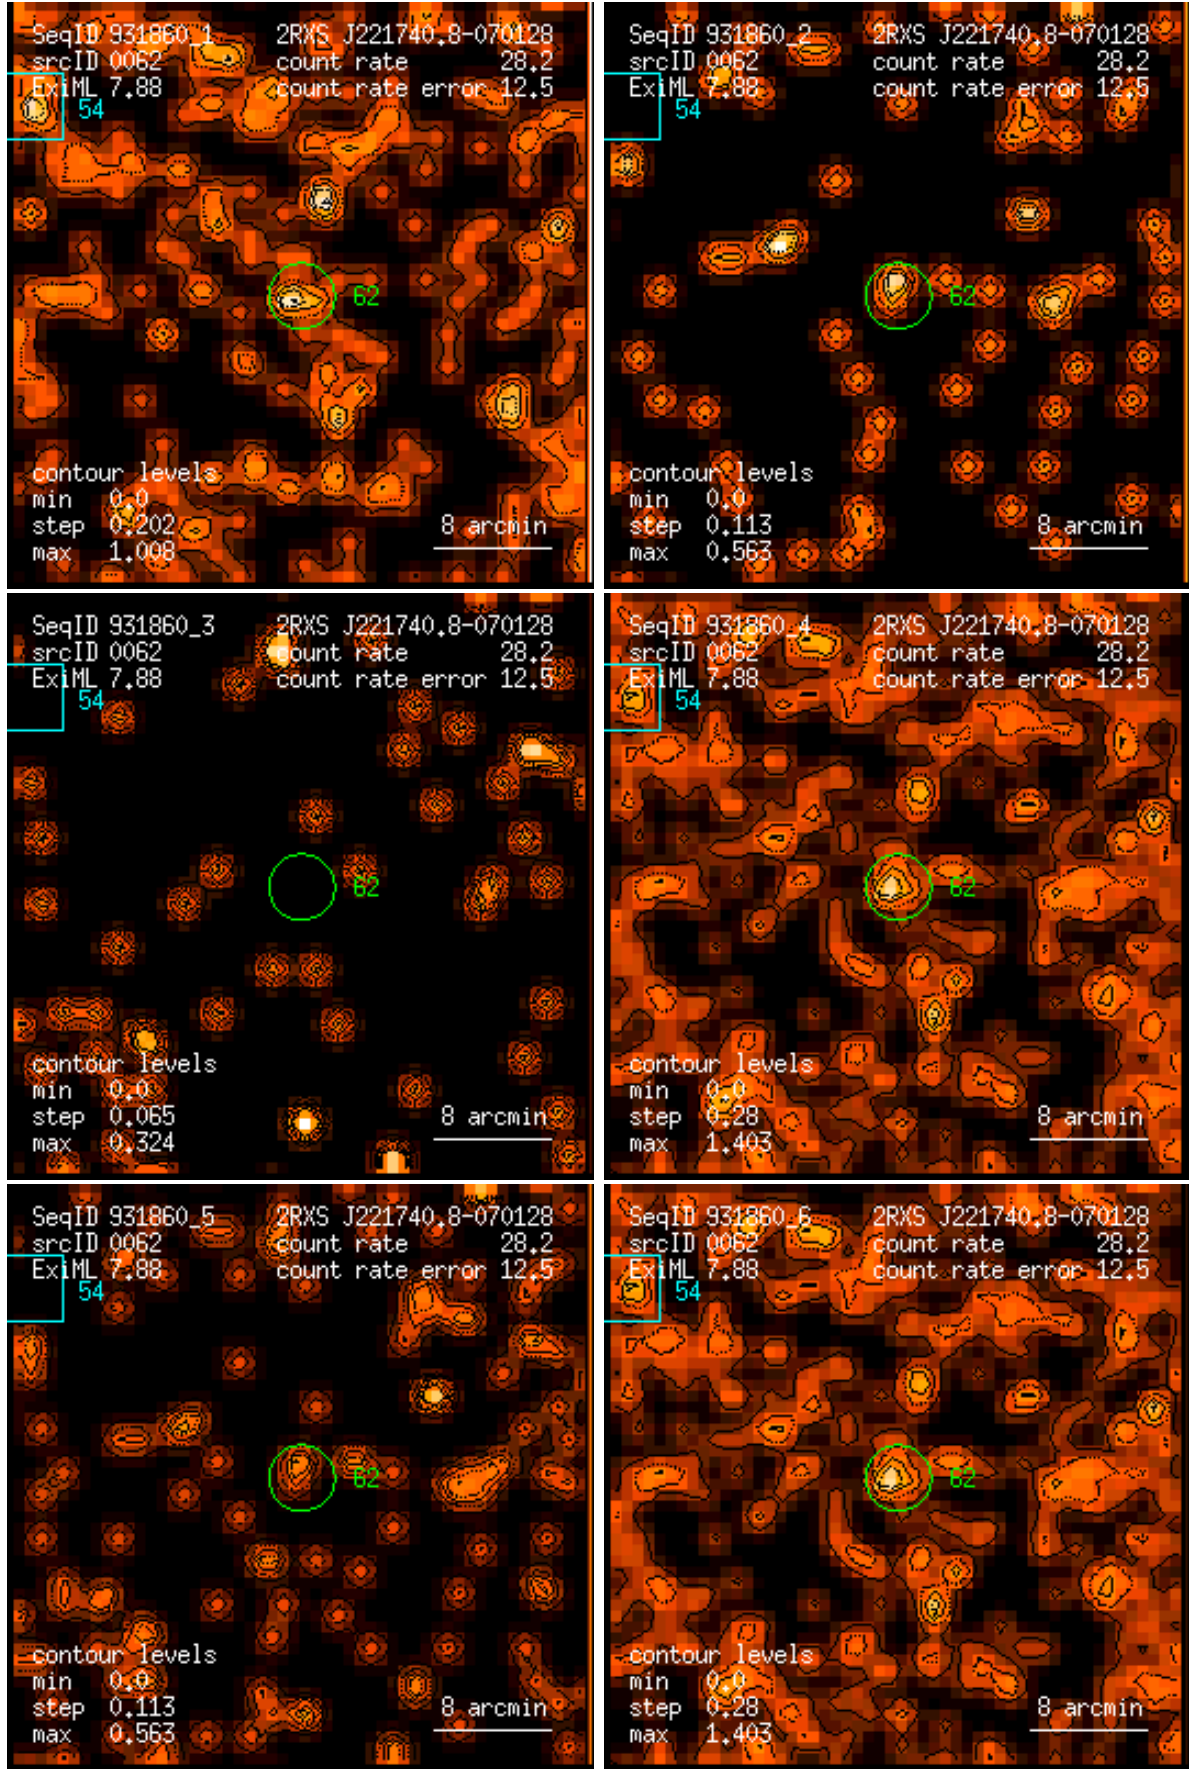 SeqID 931860_1 2RXS J221740.8-070128
srcID 0062 count rate 28.2
ExiML 7.88 count rate error 12.5
54
62
contour levels
min 0.0
step 0.202 8 arcmin
max 1.008
SeqID 931860_2 2RXS J221740.8-070128
srcID 0062 count rate 28.2
ExiML 7.88 count rate error 12.5
54
62
contour levels
min 0.0
step 0.113 8 arcmin
max 0.563
SeqID 931860_3 2RXS J221740.8-070128
srcID 0062 count rate 28.2
ExiML 7.88 count rate error 12.5
54
62
contour levels
min 0.0
step 0.065 8 arcmin
max 0.324
SeqID 931860_4 2RXS J221740.8-070128
srcID 0062 count rate 28.2
ExiML 7.88 count rate error 12.5
54
62
contour levels
min 0.0
step 0.28 8 arcmin
max 1.403
SeqID 931860_5 2RXS J221740.8-070128
srcID 0062 count rate 28.2
ExiML 7.88 count rate error 12.5
54
62
contour levels
min 0.0
step 0.113 8 arcmin
max 0.563
SeqID 931860_6 2RXS J221740.8-070128
srcID 0062 count rate 28.2
ExiML 7.88 count rate error 12.5
54
62
contour levels
min 0.0
step 0.28 8 arcmin
max 1.403